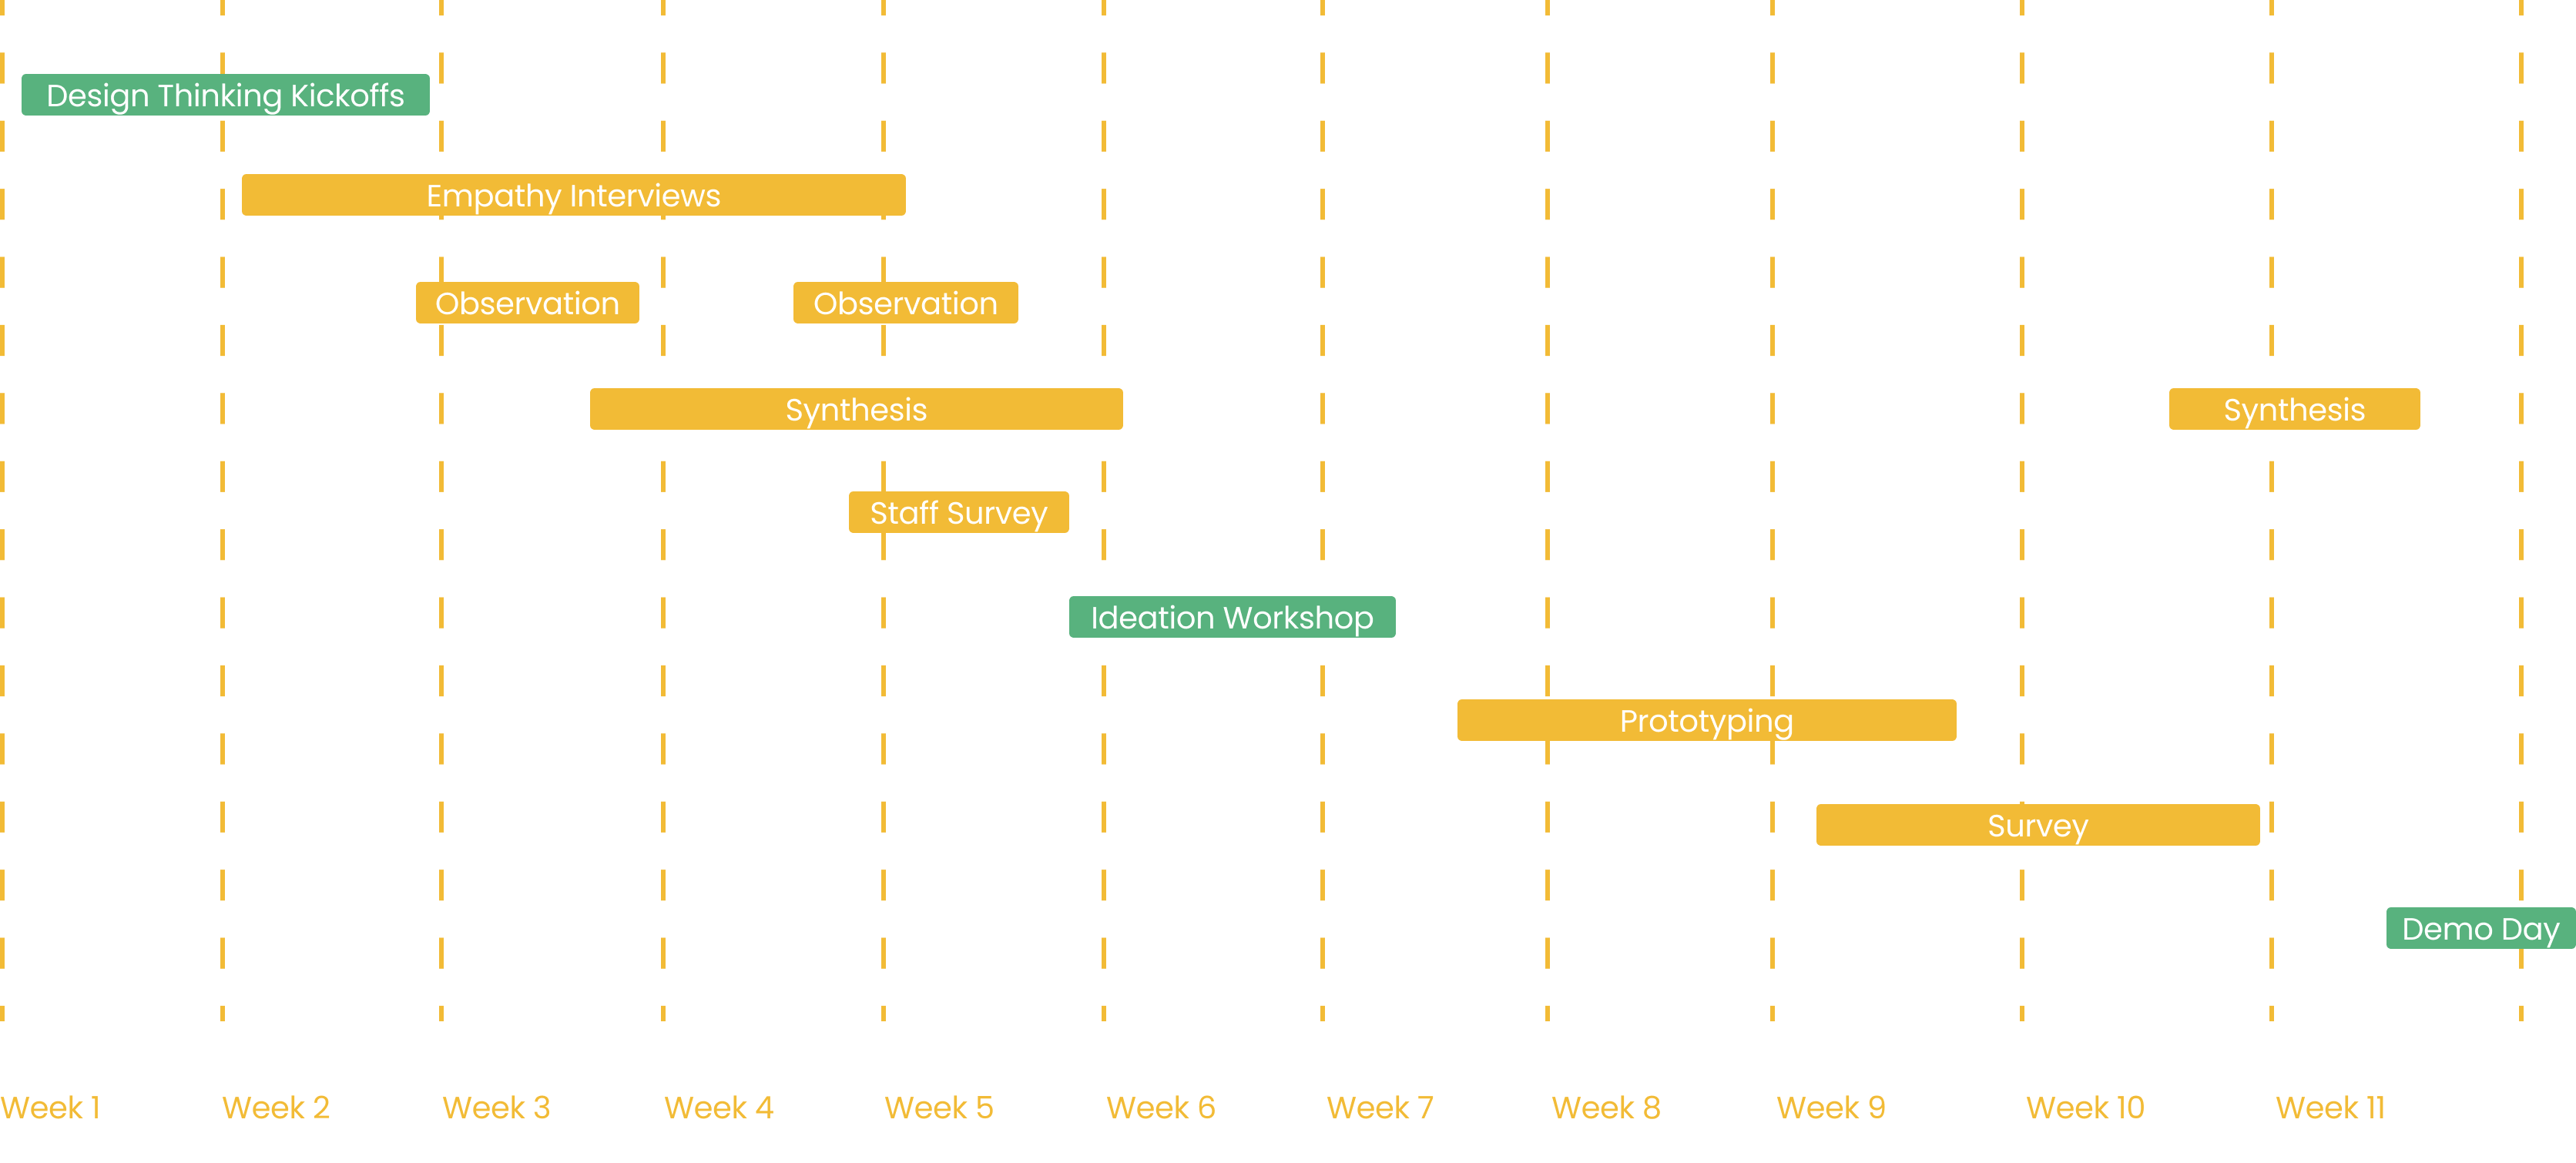 Design Thinking Kickoffs
Empathy Interviews
Observation
Observation
Synthesis
Synthesis
Staff Survey
Ideation Workshop
Prototyping
Survey
Demo Day
Week 1
Week 2
Week 3
Week 4
Week 5
Week 6
Week 7
Week 8
Week 9
Week 10
Week 11